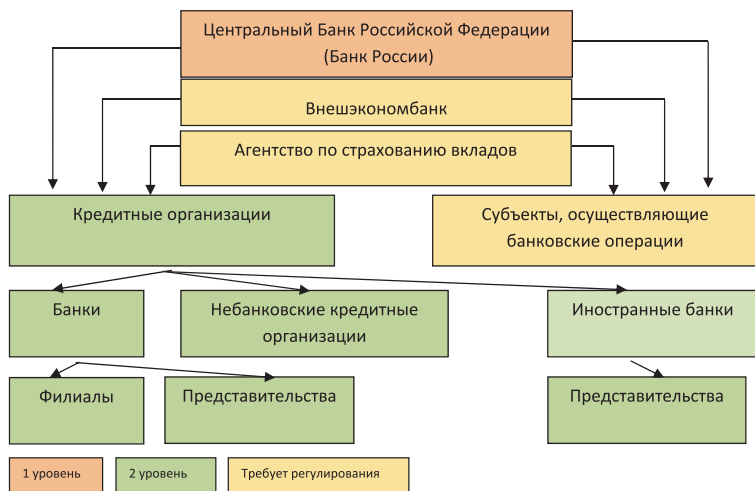 Центральный Банк Российской Федерации
(Банк России)
Внешэкономбанк
Агентство по страхованию вкладов
Кредитные организации
Субъекты, осуществляющие
банковские операции
Банки
Небанковские кредитные
организации
Иностранные банки
Филиалы
Представительства
Представительства
1 уровень
2 уровень
Требует регулирования